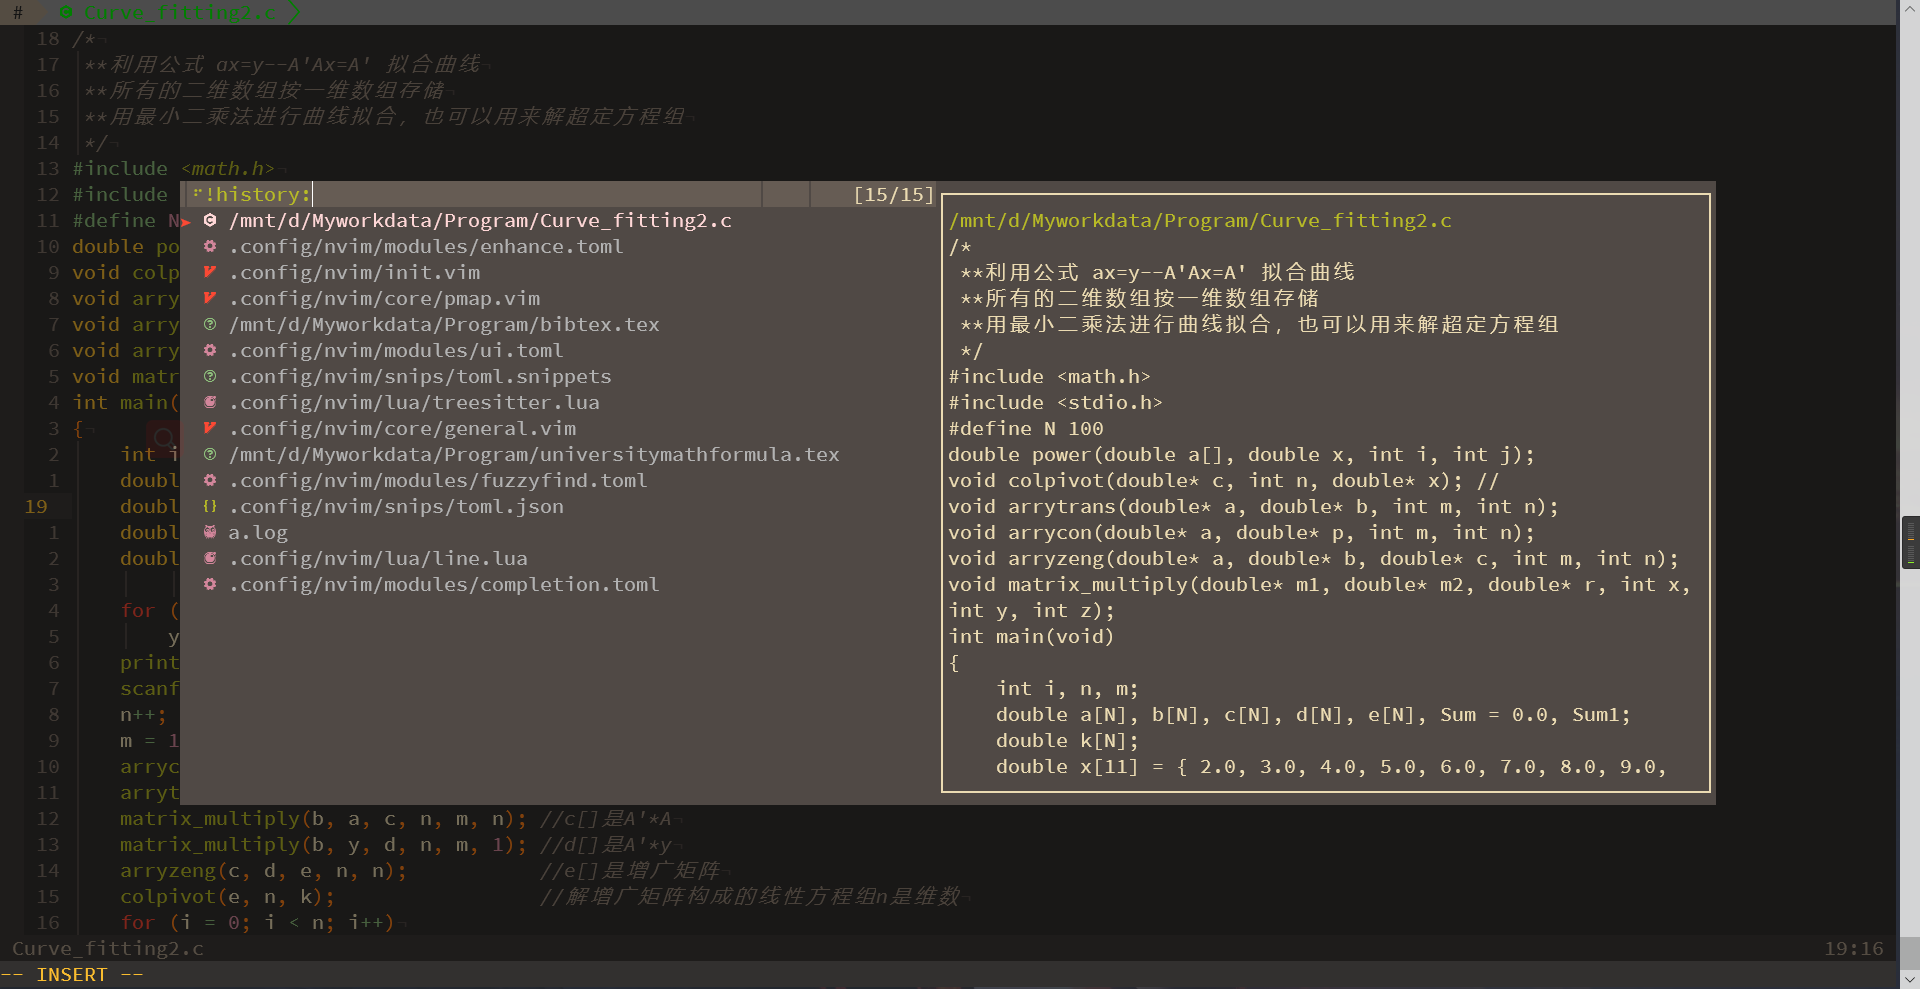 # Curve_fitting2.c
18 /*
17 **利用公式 ax=y--A'Ax=A' 拟合曲线
16 **所有的二维数组按一维数组存储
15 **用最小二乘法进行曲线拟合, 也可以用来解超定方程组
14 */
13 #include <math.h>
12 #include
11 #define N
10 double po
9 void colp
8 void arry
7 void arry
6 void arry
5 void matr
4 int main(
3 {
2 int i
1 doubl
19 doubl
1 doubl
2 doubl
3
4 for (
5 y
6 print
7 scanf
8 n++;
9 m = 1
10 arryc
11 arryt
12 matrix_multiply(b, a, c, n, m, n); //c[]是A'*A
13 matrix_multiply(b, y, d, n, m, 1); //d[]是A'*y
14 arryzeng(c, d, e, n, n); //e[]是增广矩阵
15 colpivot(e, n, k); //解增广矩阵构成的线性方程组n是维数
16 for (i = 0; i < n; i++)
!history: [15/15]
/mnt/d/Myworkdata/Program/Curve_fitting2.c
.config/nvim/modules/enhance.toml
.config/nvim/init.vim
.config/nvim/core/pmap.vim
/mnt/d/Myworkdata/Program/bibtex.tex
.config/nvim/modules/ui.toml
.config/nvim/snips/toml.snippets
.config/nvim/lua/treesitter.lua
.config/nvim/core/general.vim
/mnt/d/Myworkdata/Program/universitymathformula.tex
.config/nvim/modules/fuzzyfind.toml
{} .config/nvim/snips/toml.json
a.log
.config/nvim/lua/line.lua
.config/nvim/modules/completion.toml
/mnt/d/Myworkdata/Program/Curve_fitting2.c
/*
**利用公式 ax=y--A'Ax=A' 拟合曲线
**所有的二维数组按一维数组存储
**用最小二乘法进行曲线拟合, 也可以用来解超定方程组
*/
#include <math.h>
#include <stdio.h>
#define N 100
double power(double a[], double x, int i, int j);
void colpivot(double* c, int n, double* x); //
void arrytrans(double* a, double* b, int m, int n);
void arrycon(double* a, double* p, int m, int n);
void arryzeng(double* a, double* b, double* c, int m, int n);
void matrix_multiply(double* m1, double* m2, double* r, int x,
int y, int z);
int main(void)
{
int i, n, m;
double a[N], b[N], c[N], d[N], e[N], Sum = 0.0, Sum1;
double k[N];
double x[11] = { 2.0, 3.0, 4.0, 5.0, 6.0, 7.0, 8.0, 9.0,
Curve_fitting2.c 19:16
-- INSERT --